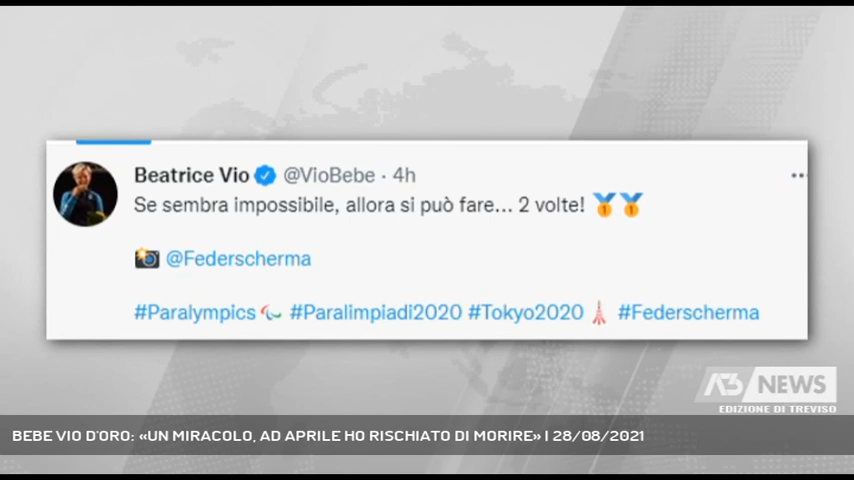 Beatrice Vio @VioBebe · 4h
Se sembra impossibile, allora si può fare... 2 volte! 🥇🥇
📸 @Federscherma
#Paralympics #Paralimpiadi2020 #Tokyo2020 🗼 #Federscherma
A3 NEWS
EDIZIONE DI TREVISO
BEBE VIO D'ORO: «UN MIRACOLO, AD APRILE HO RISCHIATO DI MORIRE» | 28/08/2021